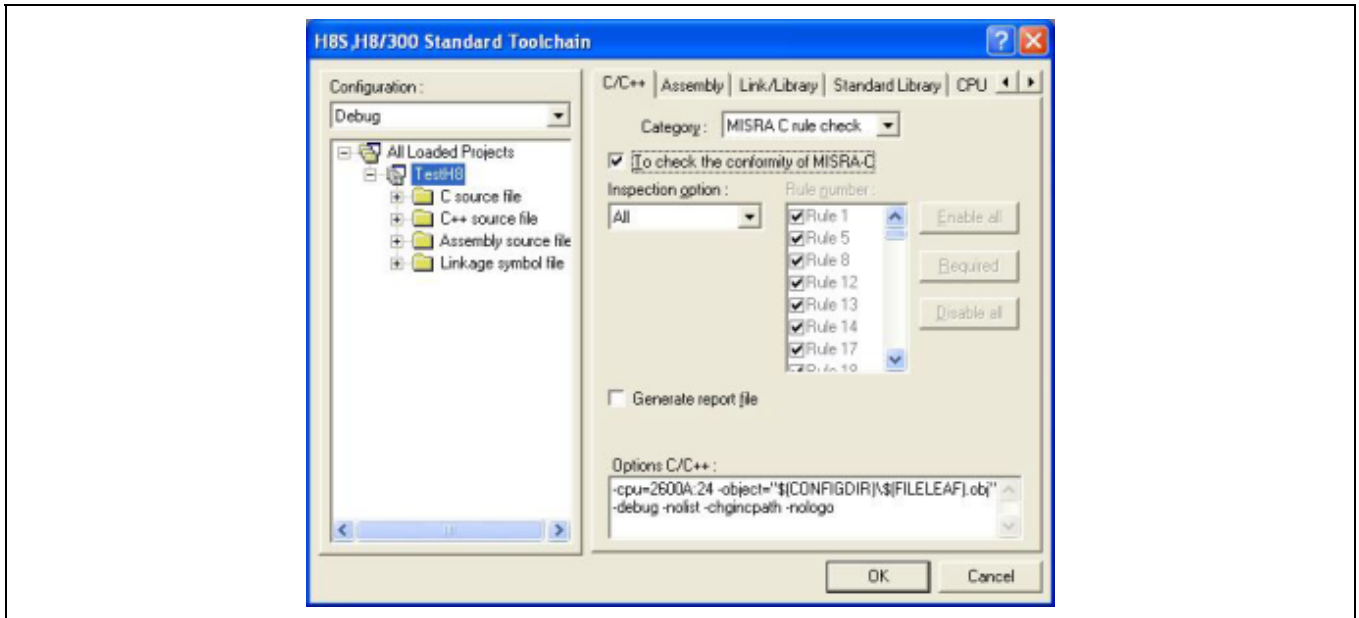 H8S,H8/300 Standard Toolchain
Configuration :
Debug
All Loaded Projects
TestH8
C source file
C++ source file
Assembly source file
Linkage symbol file
C/C++
Assembly
Link/Library
Standard Library
CPU
Category :
MISRA C rule check
To check the conformity of MISRA-C
Inspection option :
All
Rule number :
Rule 1
Rule 5
Rule 8
Rule 12
Rule 13
Rule 14
Rule 17
Enable all
Required
Disable all
Generate report file
Options C/C++ :
-cpu=2600A:24 -object="$(CONFIGDIR)\$(FILELEAF).obj"
-debug -nolist -chgincpath -nologo
OK
Cancel